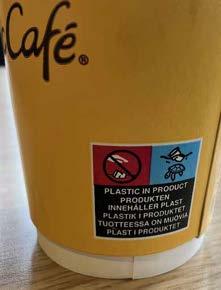 Café®
PLASTIC IN PRODUCT
PRODUKTEN
INNEHÅLLER PLAST
PLASTIK I PRODUKTET
TUOTTEESSA ON MUOVIA
PLAST I PRODUKTET